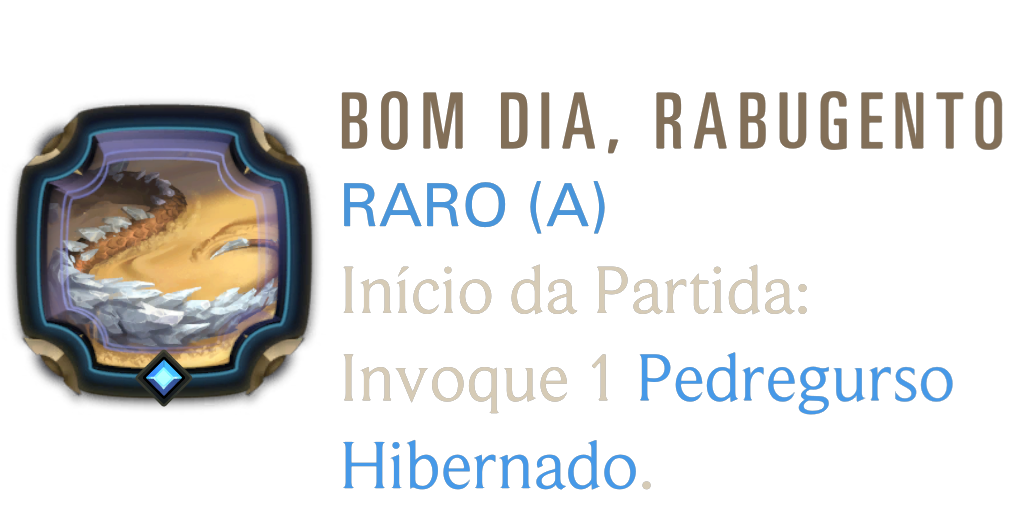 BOM DIA, RABUGENTO
RARO (A)
Início da Partida:
Invoque 1 Pedregurso
Hibernado.